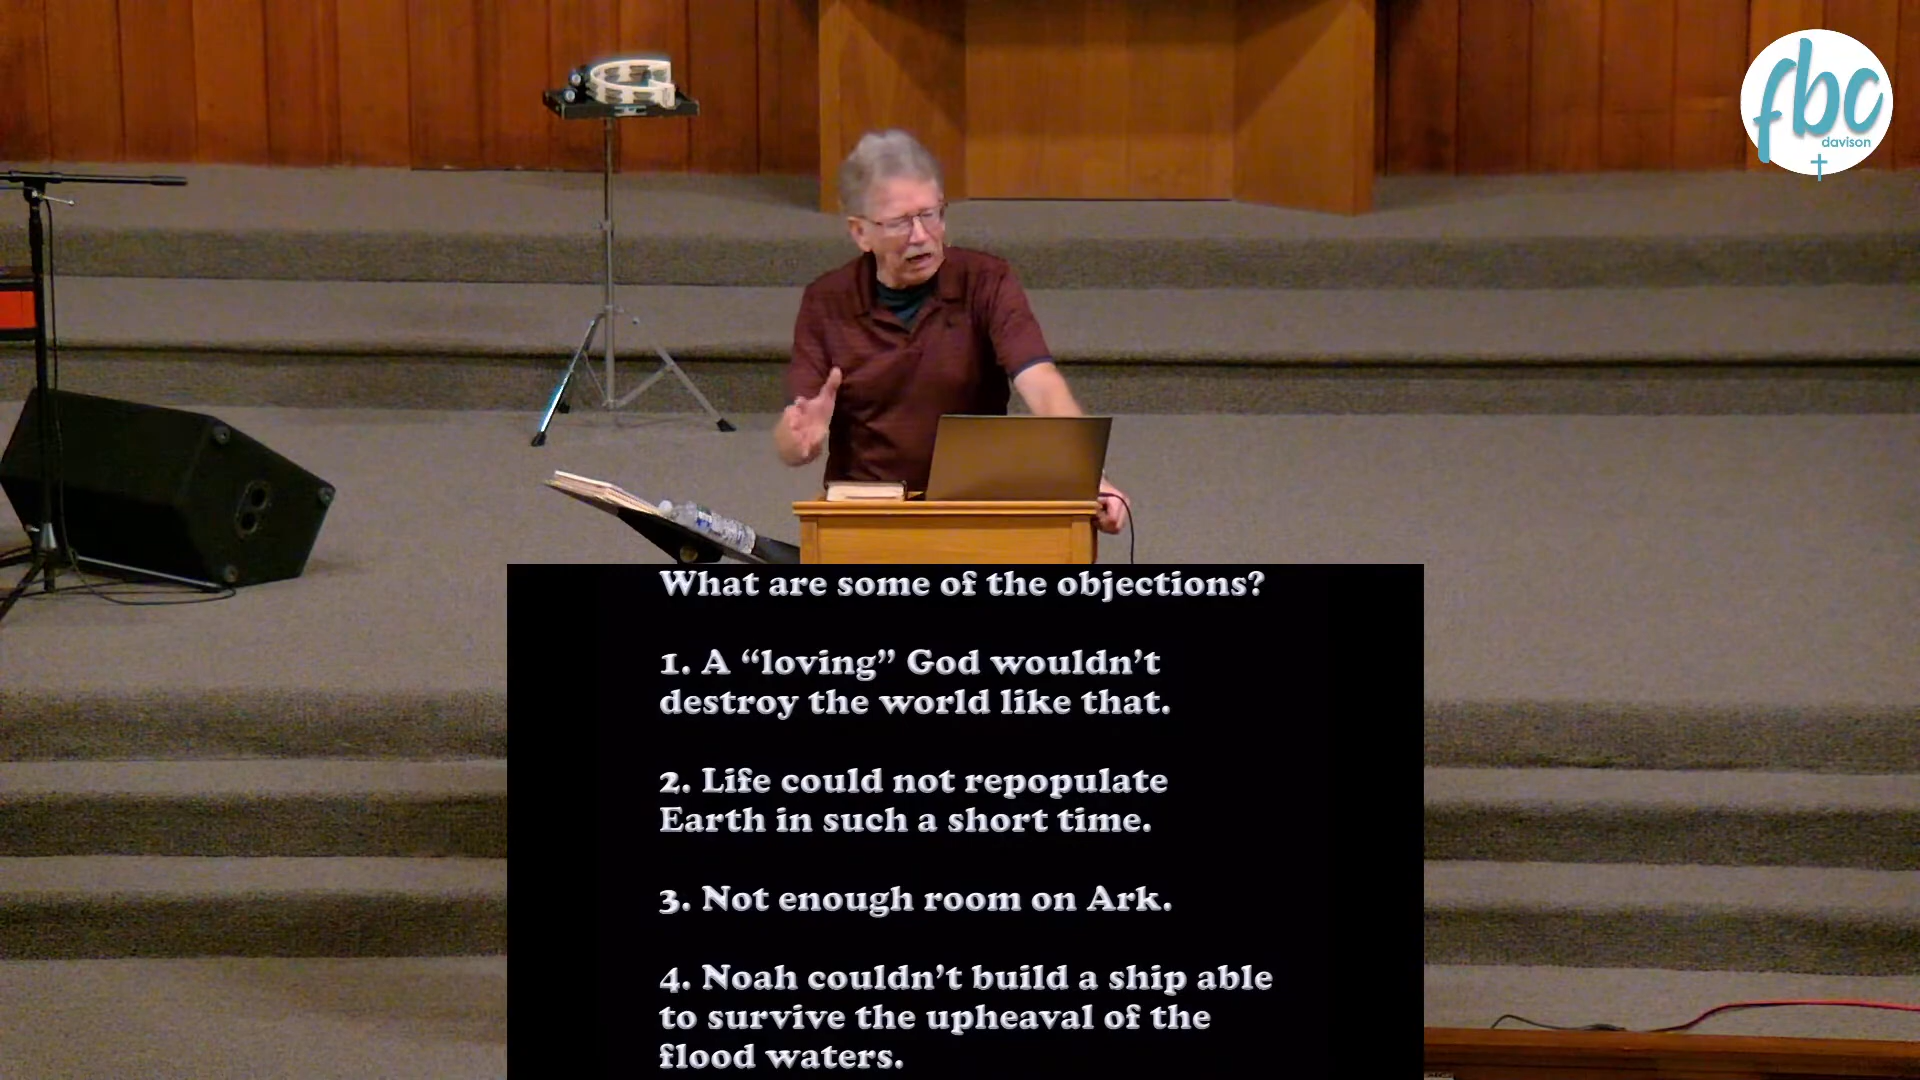 fbc
davison
What are some of the objections?
1. A “loving” God wouldn’t
destroy the world like that.
2. Life could not repopulate
Earth in such a short time.
3. Not enough room on Ark.
4. Noah couldn’t build a ship able
to survive the upheaval of the
flood waters.